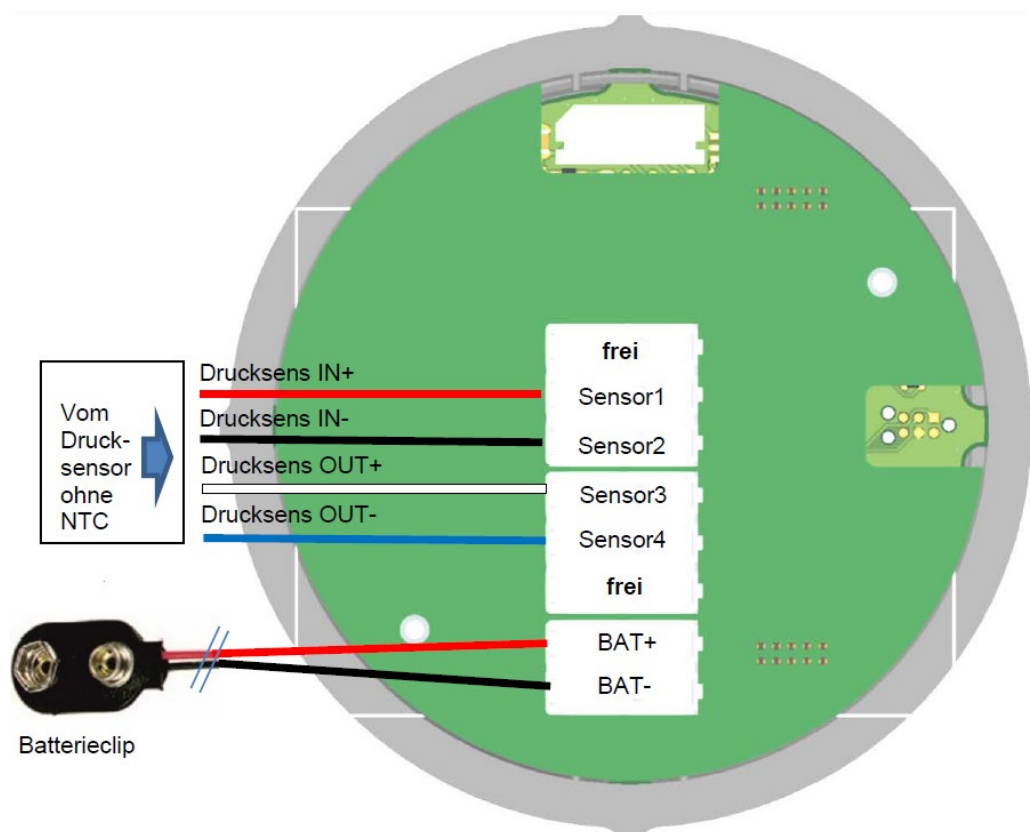 frei
Drucksens IN+
Sensor1
Drucksens IN-
Sensor2
Vom
Druck-
sensor
ohne
NTC
Drucksens OUT+
Sensor3
Drucksens OUT-
Sensor4
frei
BAT+
BAT-
Batterieclip